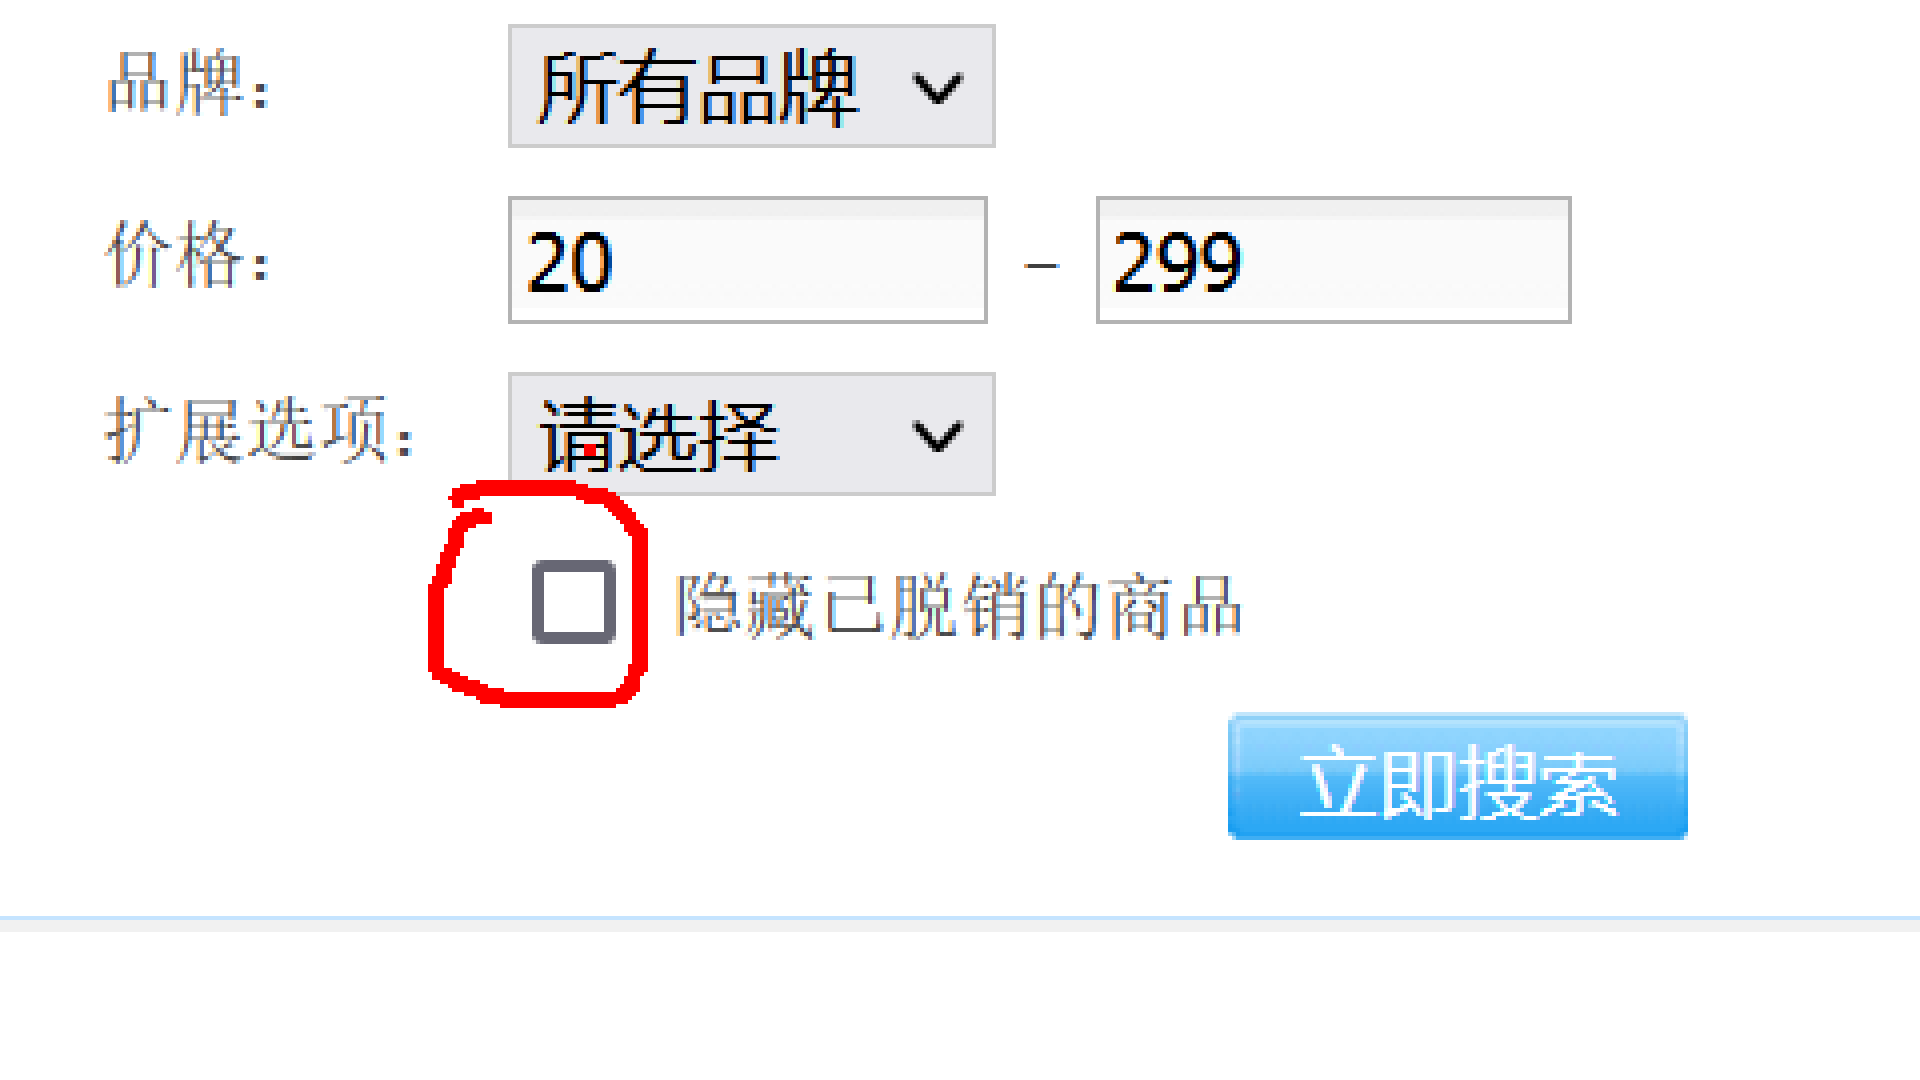 品牌： 所有品牌
价格： 20 - 299
扩展选项： 请选择
隐藏已脱销的商品
立即搜索